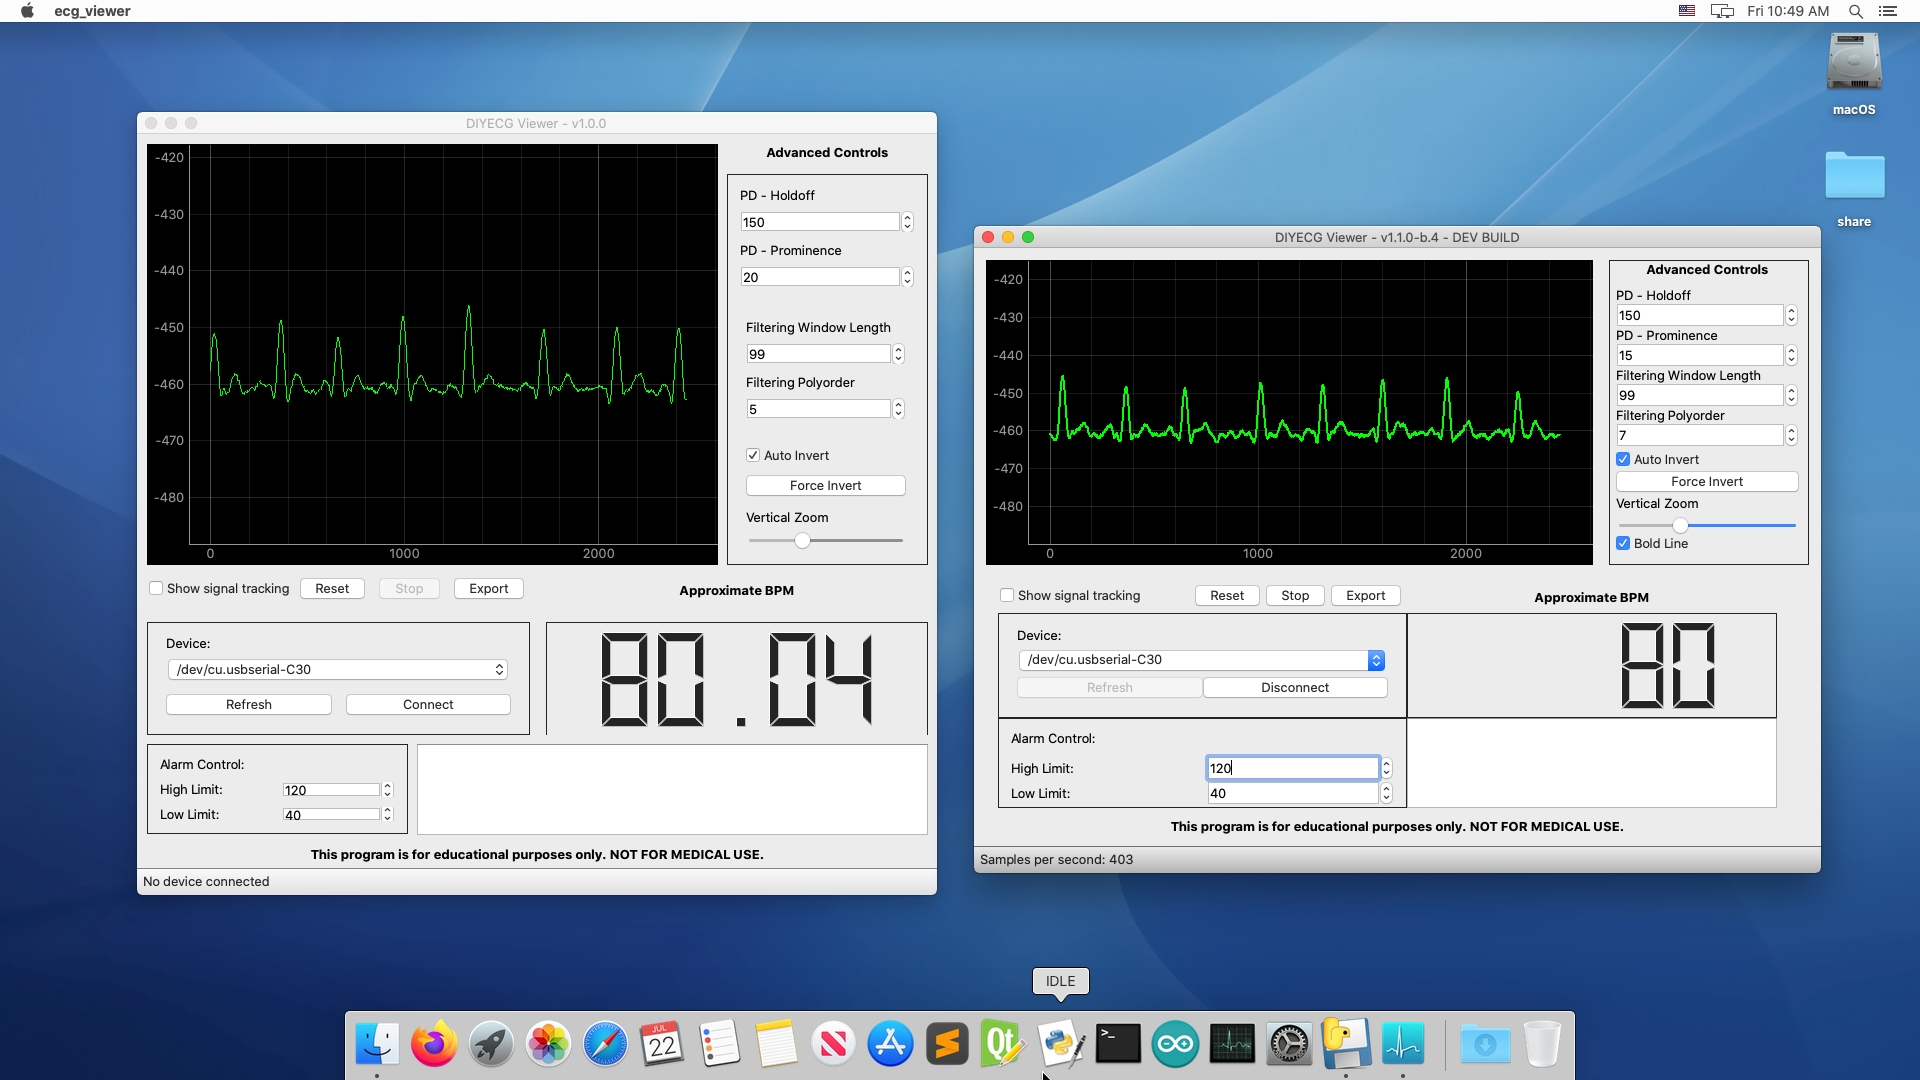 ecg_viewer
Fri 10:49 AM
macOS
share
DIYECG Viewer - v1.0.0
-420
-430
-440
-450
-460
-470
-480
0 1000 2000
Advanced Controls
PD - Holdoff
150
PD - Prominence
20
Filtering Window Length
99
Filtering Polyorder
5
Auto Invert
Force Invert
Vertical Zoom
Show signal tracking Reset Stop Export
Approximate BPM
Device:
/dev/cu.usbserial-C30
Refresh Connect
80.04
Alarm Control:
High Limit: 120
Low Limit: 40
This program is for educational purposes only. NOT FOR MEDICAL USE.
No device connected
DIYECG Viewer - v1.1.0-b.4 - DEV BUILD
-420
-430
-440
-450
-460
-470
-480
0 1000 2000
Advanced Controls
PD - Holdoff
150
PD - Prominence
15
Filtering Window Length
99
Filtering Polyorder
7
Auto Invert
Force Invert
Vertical Zoom
Bold Line
Show signal tracking Reset Stop Export
Approximate BPM
Device:
/dev/cu.usbserial-C30
Refresh Disconnect
80
Alarm Control:
High Limit: 120
Low Limit: 40
This program is for educational purposes only. NOT FOR MEDICAL USE.
Samples per second: 403
IDLE
JUL
22
Qt
>_